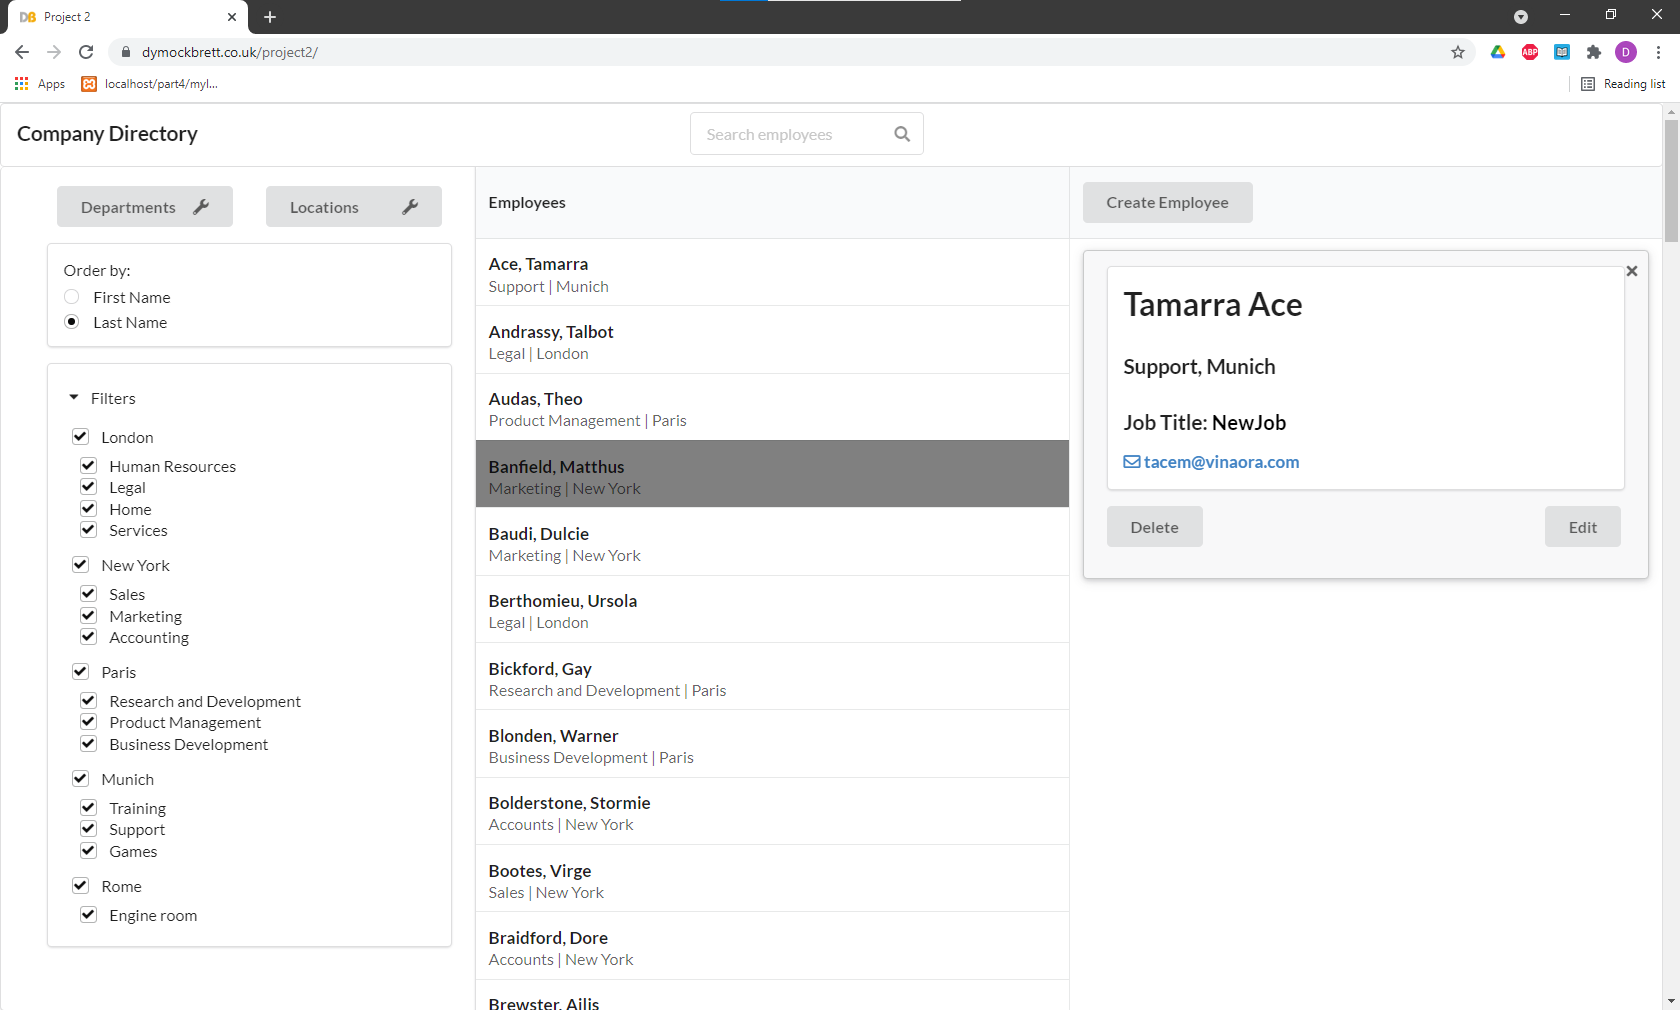 DB Project 2
dymockbrett.co.uk/project2/
ABP
D
Apps
localhost/part4/myl...
Reading list
Company Directory
Search employees
Departments
Locations
Order by:
First Name
Last Name
Filters
London
Human Resources
Legal
Home
Services
New York
Sales
Marketing
Accounting
Paris
Research and Development
Product Management
Business Development
Munich
Training
Support
Games
Rome
Engine room
Employees
Ace, Tamarra
Support | Munich
Andrassy, Talbot
Legal | London
Audas, Theo
Product Management | Paris
Banfield, Matthus
Marketing | New York
Baudi, Dulcie
Marketing | New York
Berthomieu, Ursola
Legal | London
Bickford, Gay
Research and Development | Paris
Blonden, Warner
Business Development | Paris
Bolderstone, Stormie
Accounts | New York
Bootes, Virge
Sales | New York
Braidford, Dore
Accounts | New York
Brewster, Ailis
Create Employee
Tamarra Ace
Support, Munich
Job Title: NewJob
tacem@vinaora.com
Delete
Edit